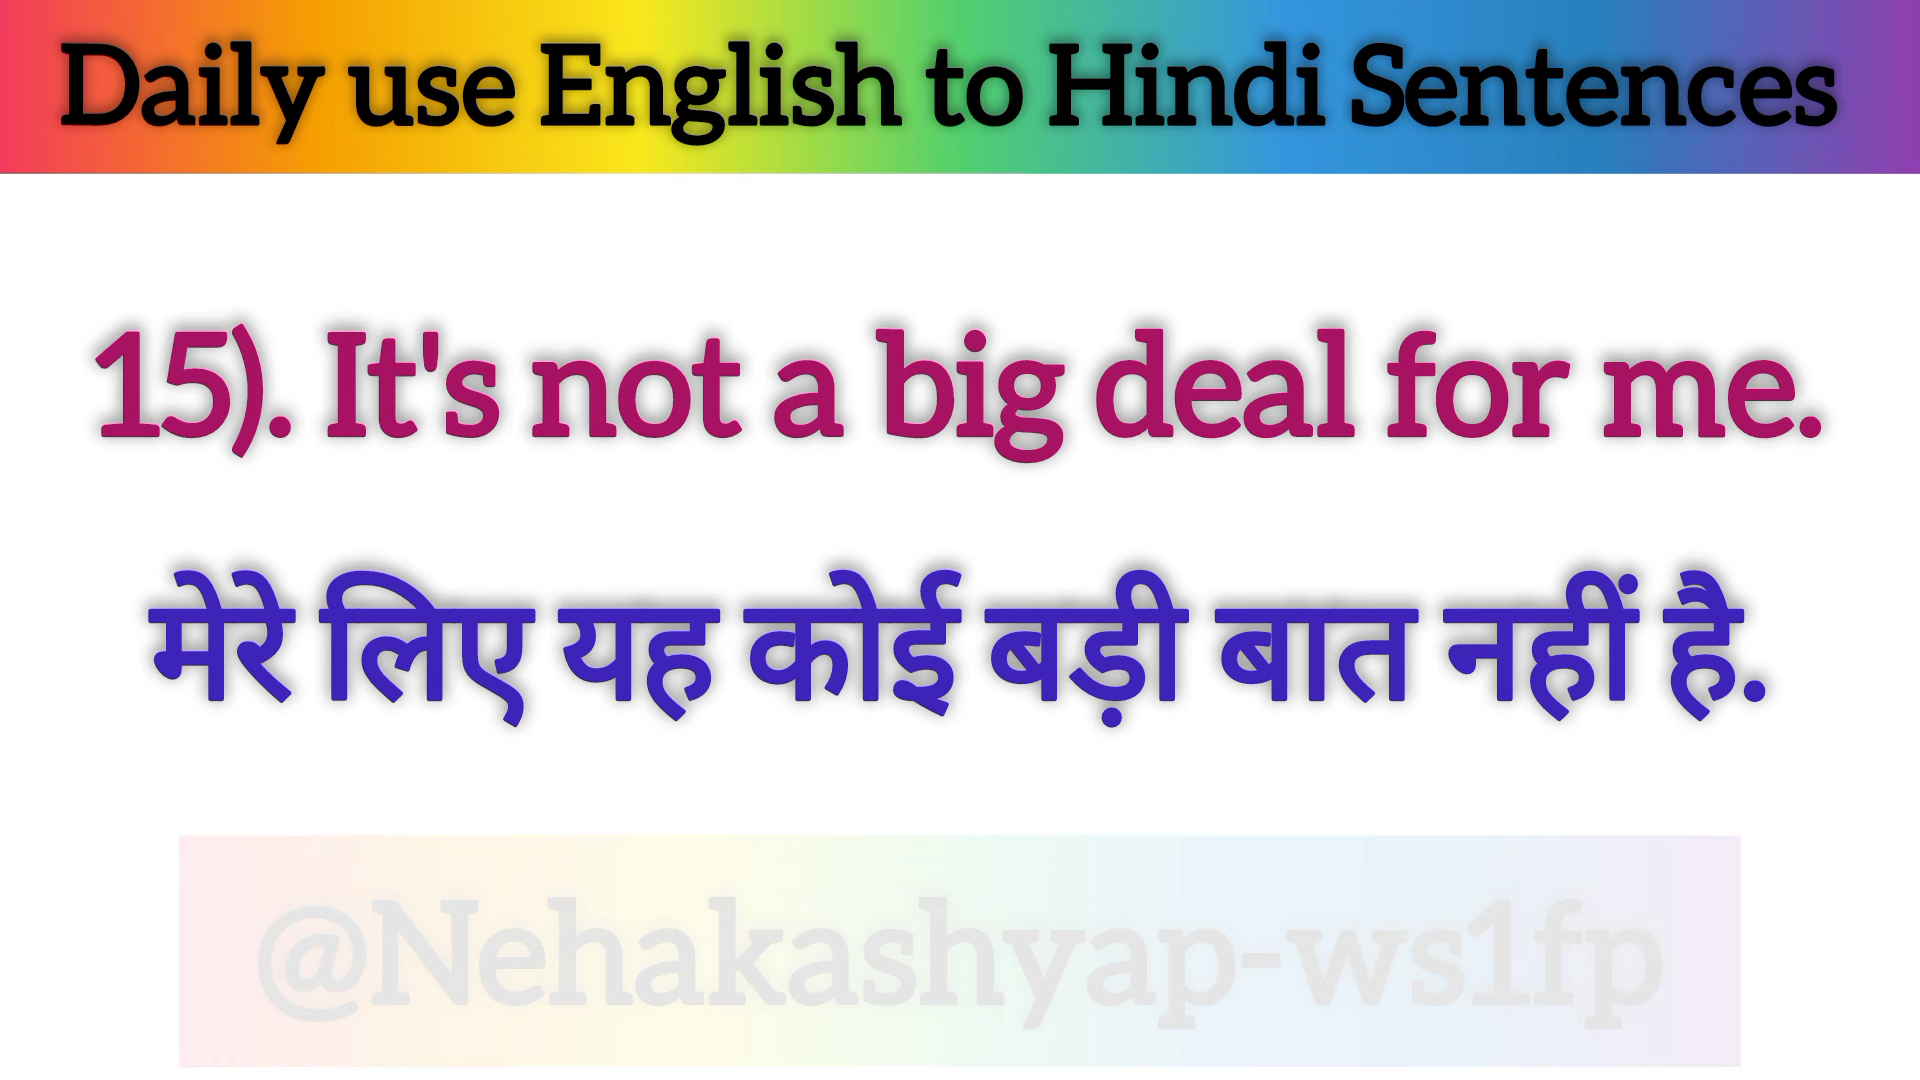 Daily use English to Hindi Sentences
15). It's not a big deal for me.
मेरे लिए यह कोई बड़ी बात नहीं है.
@Nehakashyap-ws1fp